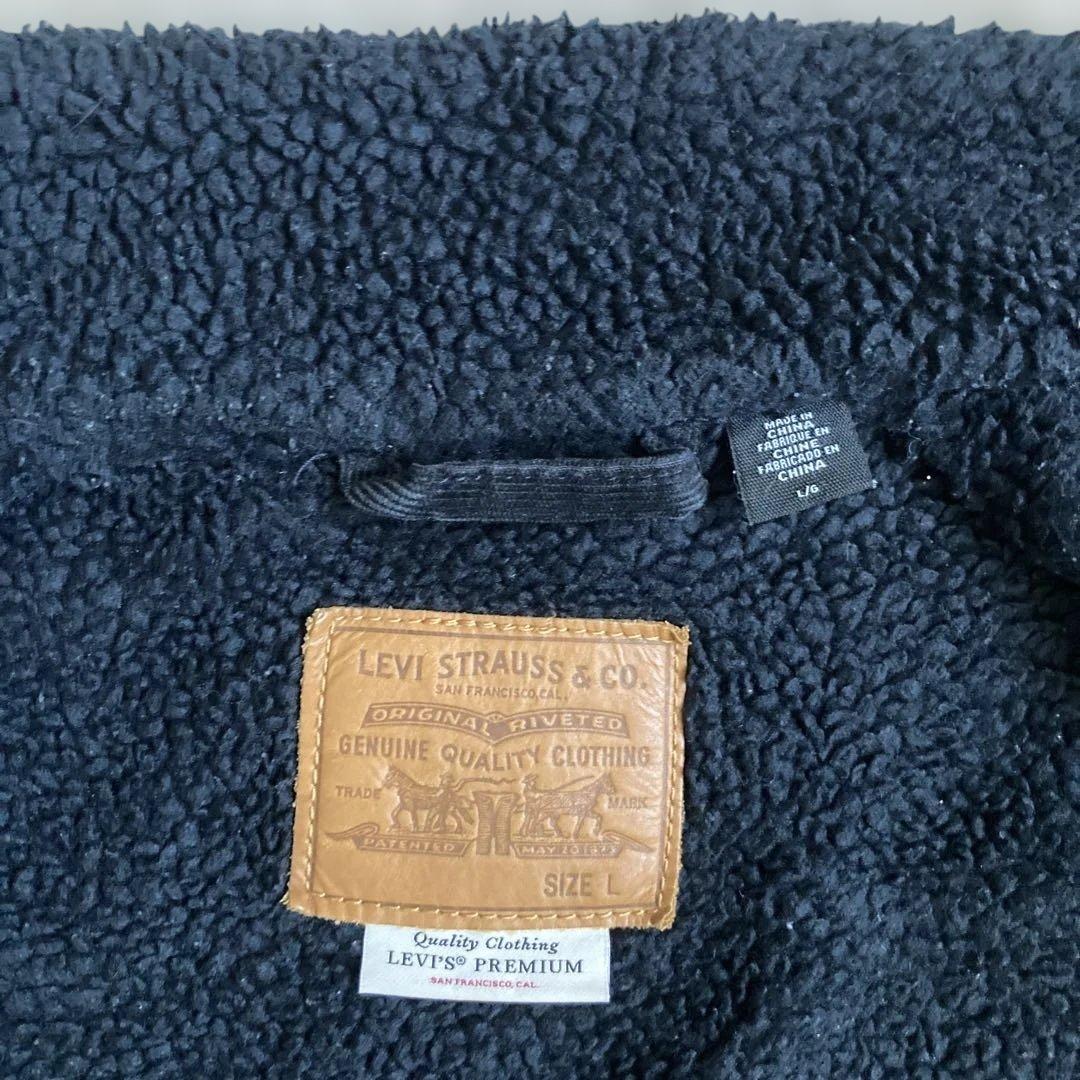 MADE IN
CHINA
FABRIQUE EN
CHINE
FABRICADO EN
CHINA
L/G
LEVI STRAUSS & CO.
SAN FRANCISCO, CAL.
ORIGINAL RIVETED
GENUINE QUALITY CLOTHING
TRADE MARK
PATENTED MAY 20 1873
SIZE L
Quality Clothing
LEVI'S® PREMIUM
SAN FRANCISCO, CAL.